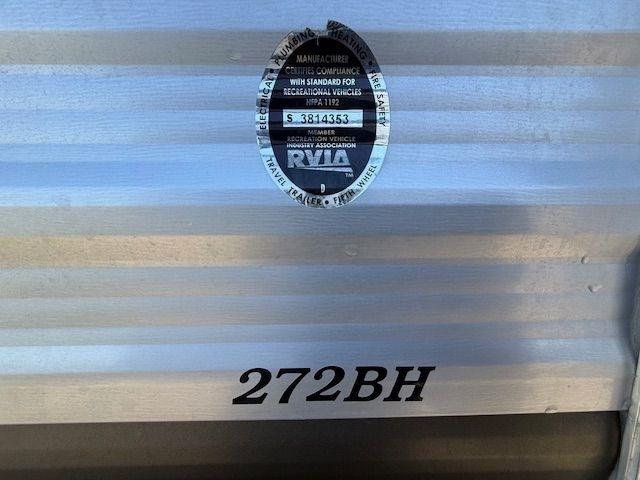 ELECTRICAL • PLUMBING • HEATING • FIRE SAFETY
MANUFACTURER
CERTIFIES COMPLIANCE
WITH STANDARD FOR
RECREATIONAL VEHICLES
NFPA 1192
S 3814353
MEMBER
RECREATION VEHICLE
INDUSTRY ASSOCIATION
RVIA
TM
D
TRAVEL TRAILER • FIFTH WHEEL
272BH